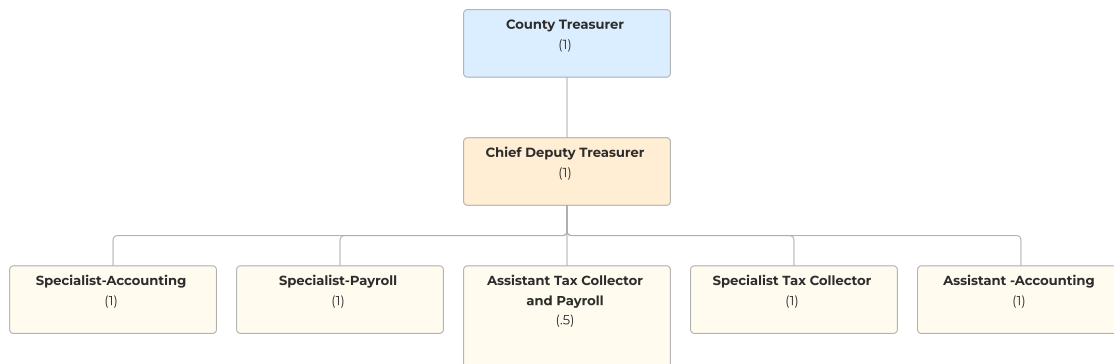 County Treasurer
(1)
Chief Deputy Treasurer
(1)
Specialist-Accounting
(1)
Specialist-Payroll
(1)
Assistant Tax Collector
and Payroll
(.5)
Specialist Tax Collector
(1)
Assistant -Accounting
(1)